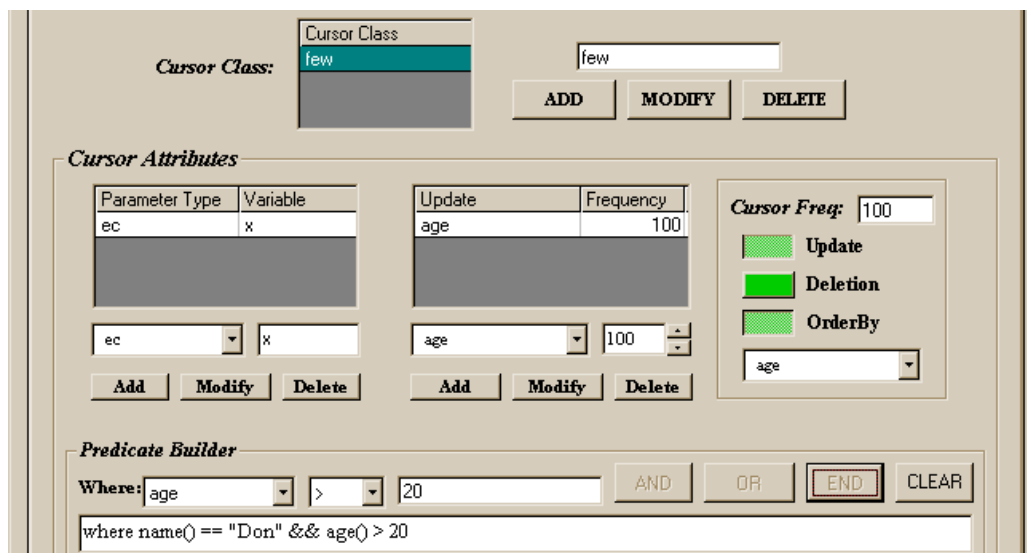 Cursor Class:
Cursor Class
few
few
ADD MODIFY DELETE
Cursor Attributes
Parameter Type Variable
ec x
ec x
Add Modify Delete
Update Frequency
age 100
age 100
Add Modify Delete
Cursor Freq: 100
Update
Deletion
OrderBy
age
Predicate Builder
Where: age > 20 AND OR END CLEAR
where name() == "Don" && age() > 20